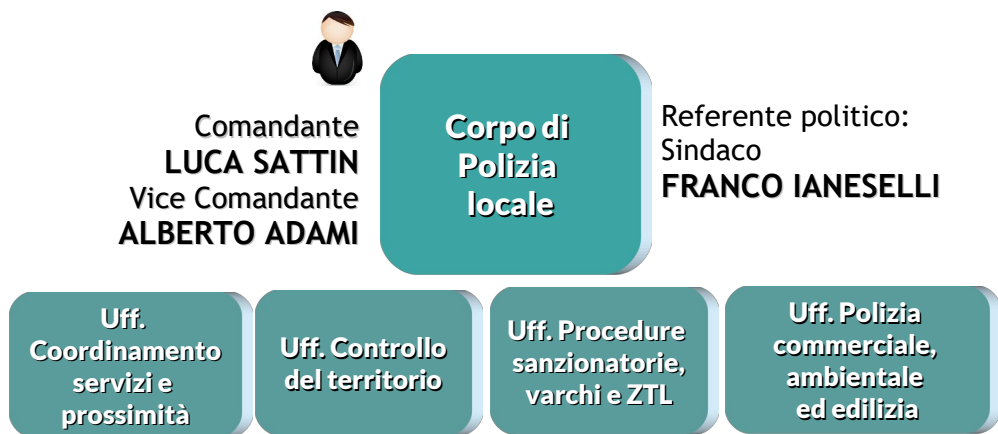 Comandante
LUCA SATTIN
Vice Comandante
ALBERTO ADAMI
Corpo di
Polizia
locale
Referente politico:
Sindaco
FRANCO IANESELLI
Uff.
Coordinamento
servizi e
prossimità
Uff. Controllo
del territorio
Uff. Procedure
sanzionatorie,
varchi e ZTL
Uff. Polizia
commerciale,
ambientale
ed edilizia